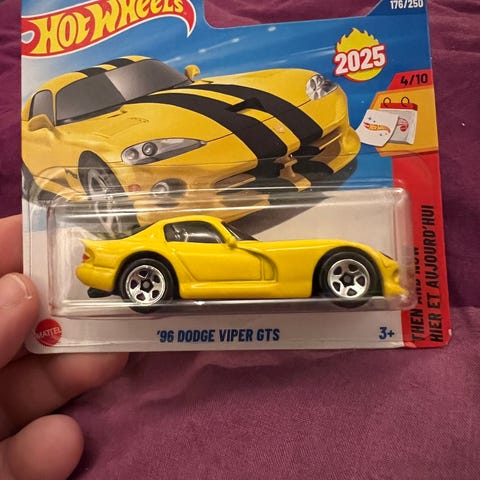 HOT WHEELS
176/250
2025
4/10
THEN AND NOW
HIER ET AUJOURD'HUI
MATTEL
'96 DODGE VIPER GTS
3+